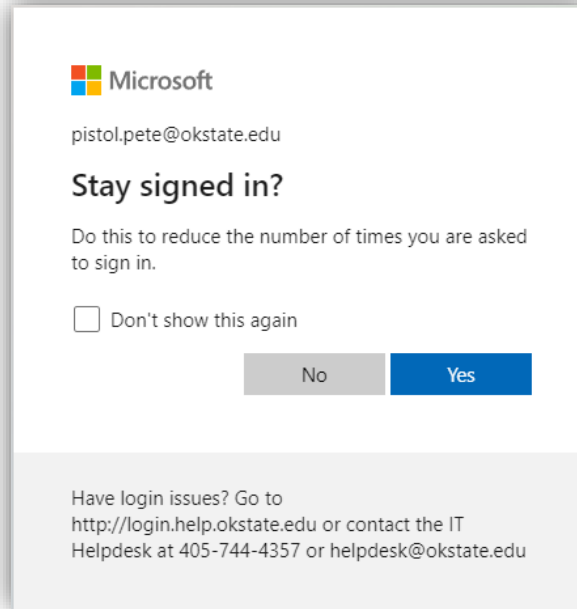 Microsoft
pistol.pete@okstate.edu
Stay signed in?
Do this to reduce the number of times you are asked
to sign in.
Don't show this again
No
Yes
Have login issues? Go to
http://login.help.okstate.edu or contact the IT
Helpdesk at 405-744-4357 or helpdesk@okstate.edu